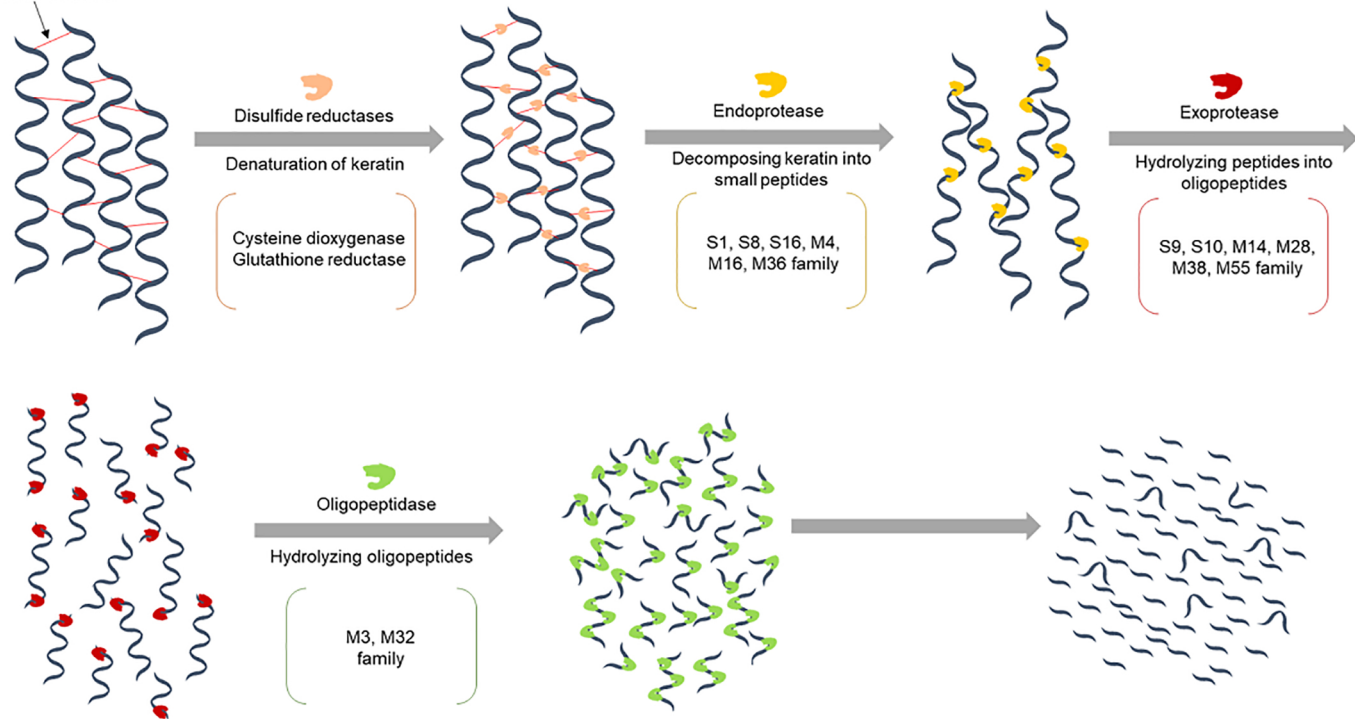 Disulfide reductases
Denaturation of keratin
Cysteine dioxygenase
Glutathione reductase
Endoprotease
Decomposing keratin into
small peptides
S1, S8, S16, M4,
M16, M36 family
Exoprotease
Hydrolyzing peptides into
oligopeptides
S9, S10, M14, M28,
M38, M55 family
Oligopeptidase
Hydrolyzing oligopeptides
M3, M32
family